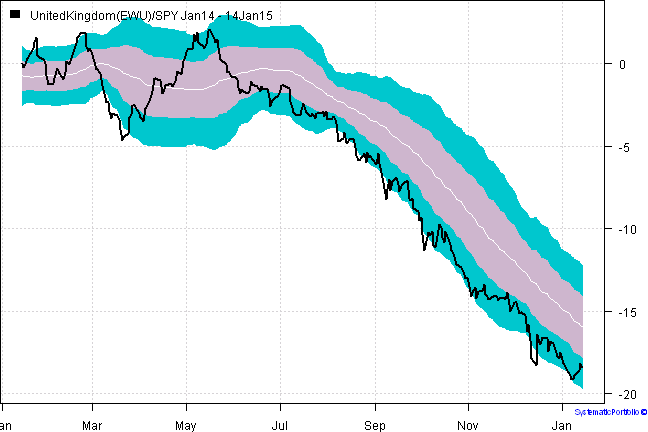 UnitedKingdom(EWU)/SPY Jan14 - 14Jan15
0
-5
-10
-15
-20
an Mar May Jul Sep Nov Jan
SystematicPortfolio ©